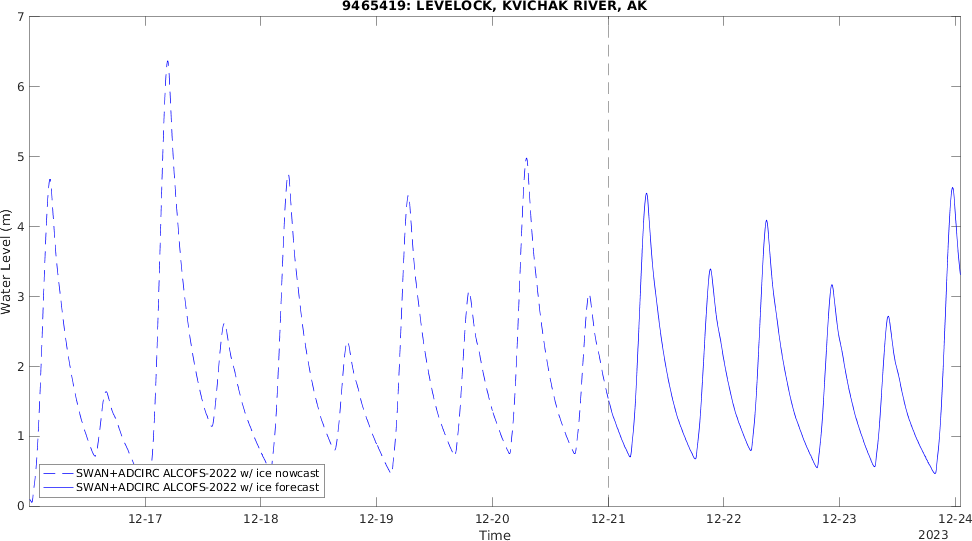 9465419: LEVELOCK, KVICHAK RIVER, AK
7
6
5
4
3
2
1
0
Water Level (m)
SWAN+ADCIRC ALCOFS-2022 w/ ice nowcast
SWAN+ADCIRC ALCOFS-2022 w/ ice forecast
12-17 12-18 12-19 12-20 12-21 12-22 12-23 12-24
Time
2023